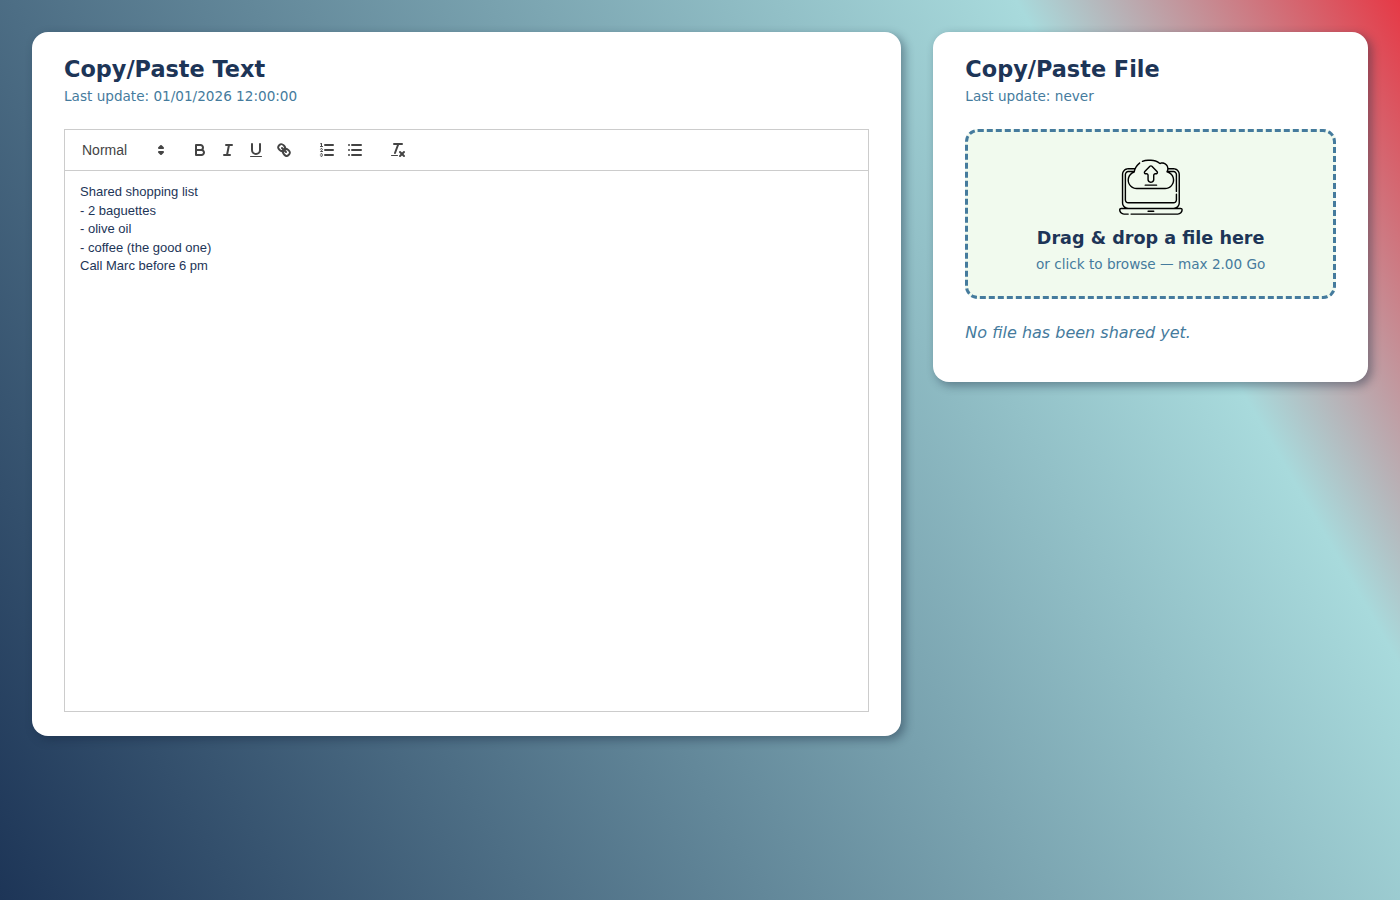 Copy/Paste Text
Last update: 01/01/2026 12:00:00
Normal
Shared shopping list
- 2 baguettes
- olive oil
- coffee (the good one)
Call Marc before 6 pm
Copy/Paste File
Last update: never
Drag & drop a file here
or click to browse — max 2.00 Go
No file has been shared yet.